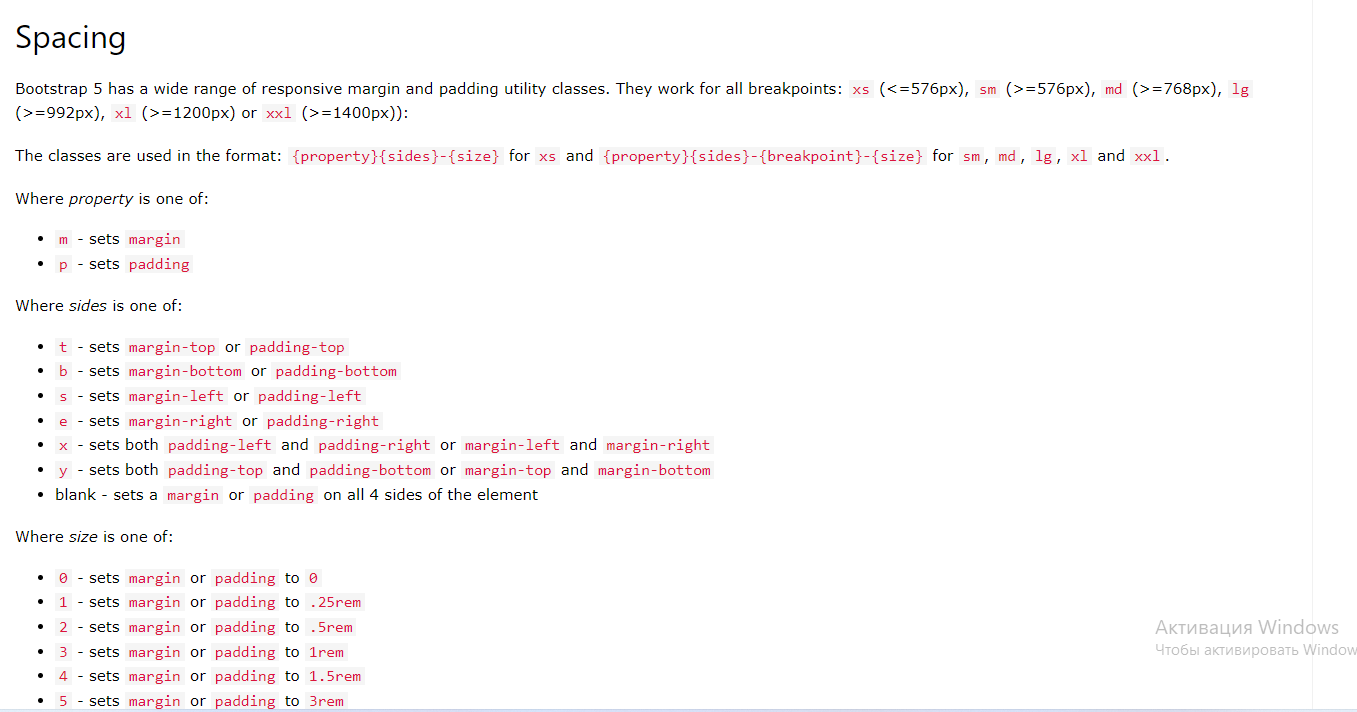 Spacing
Bootstrap 5 has a wide range of responsive margin and padding utility classes. They work for all breakpoints: xs (<=576px), sm (>=576px), md (>=768px), lg
(>=992px), xl (>=1200px) or xxl (>=1400px)):
The classes are used in the format: {property}{sides}-{size} for xs and {property}{sides}-{breakpoint}-{size} for sm, md, lg, xl and xxl.
Where property is one of:
• m - sets margin
• p - sets padding
Where sides is one of:
• t - sets margin-top or padding-top
• b - sets margin-bottom or padding-bottom
• s - sets margin-left or padding-left
• e - sets margin-right or padding-right
• x - sets both padding-left and padding-right or margin-left and margin-right
• y - sets both padding-top and padding-bottom or margin-top and margin-bottom
• blank - sets a margin or padding on all 4 sides of the element
Where size is one of:
• 0 - sets margin or padding to 0
• 1 - sets margin or padding to .25rem
• 2 - sets margin or padding to .5rem
• 3 - sets margin or padding to 1rem
• 4 - sets margin or padding to 1.5rem
• 5 - sets margin or padding to 3rem
Активация Windows
Чтобы активировать Window